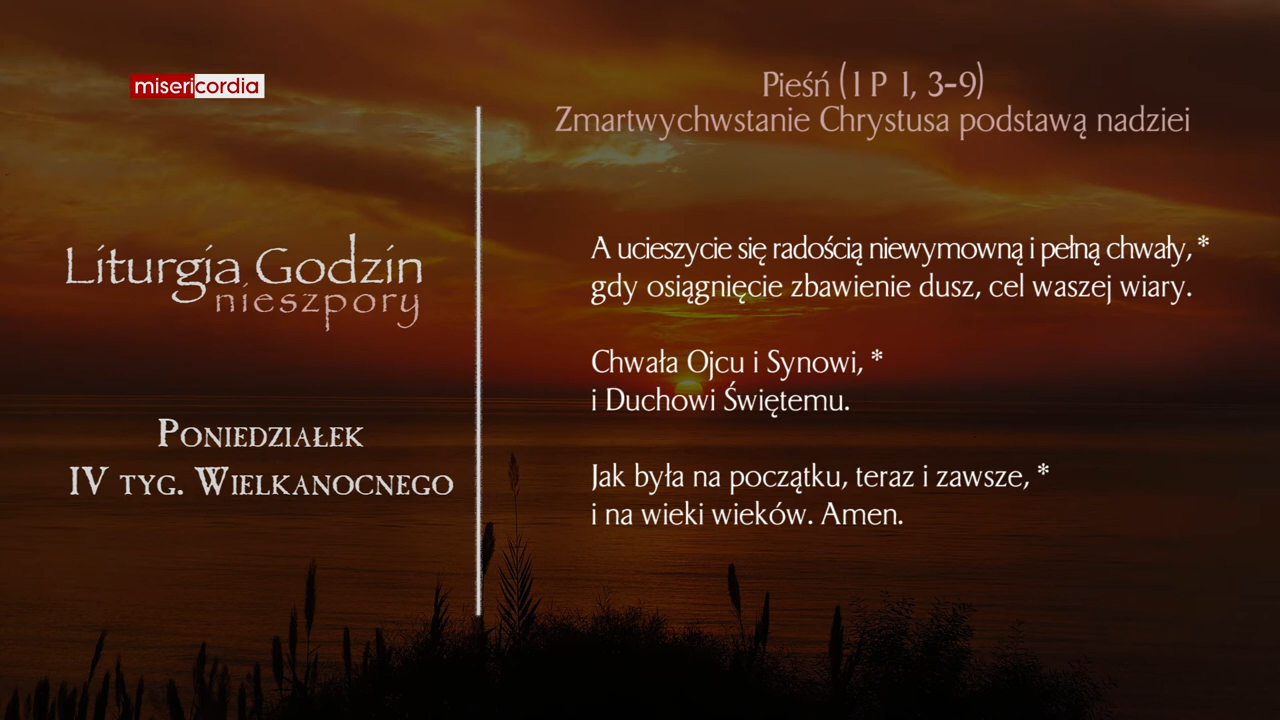 misericordia
Liturgia Godzin
nieszpory
Poniedziałek
IV tyg. Wielkanocnego
Pieśń (1 P 1, 3-9)
Zmartwychwstanie Chrystusa podstawą nadziei
A ucieszycie się radością niewymowną i pełną chwały, *
gdy osiągnięcie zbawienie dusz, cel waszej wiary.
Chwała Ojcu i Synowi, *
i Duchowi Świętemu.
Jak była na początku, teraz i zawsze, *
i na wieki wieków. Amen.